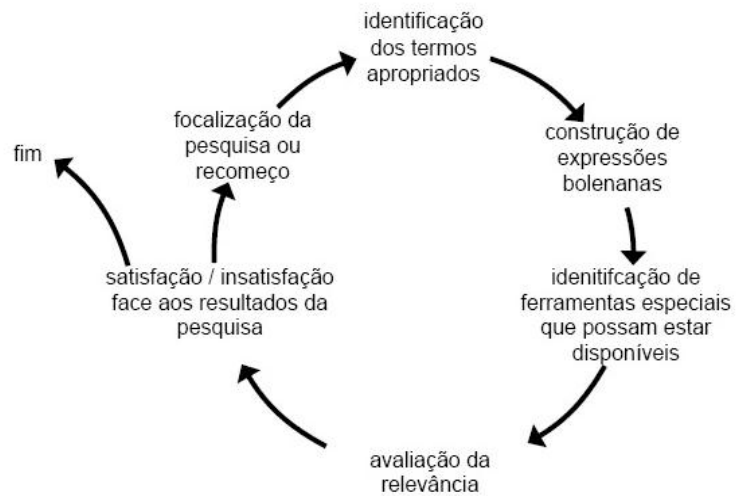 identificação
dos termos
apropriados
construção de
expressões
bolenanas
idenitifcação de
ferramentas especiais
que possam estar
disponíveis
avaliação da
relevância
satisfação / insatisfação
face aos resultados da
pesquisa
focalização da
pesquisa ou
recomeço
fim